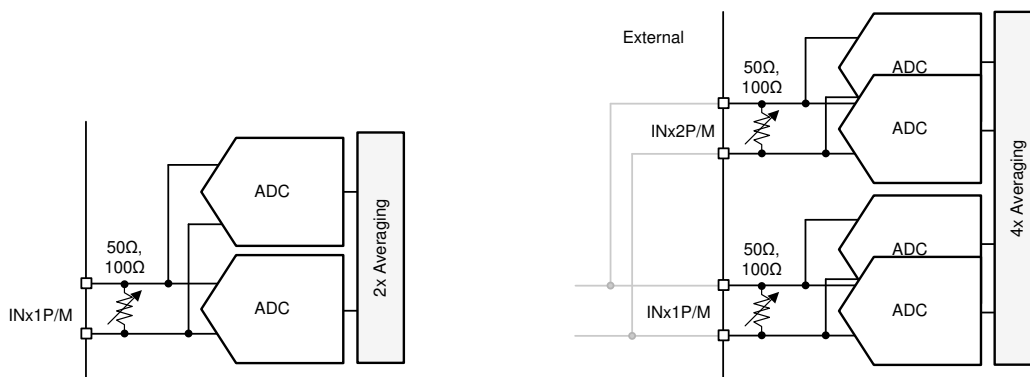 ADC
ADC
2x Averaging
50Ω,
100Ω
INx1P/M
External
50Ω,
100Ω
INx2P/M
ADC
ADC
50Ω,
100Ω
INx1P/M
ADC
ADC
4x Averaging